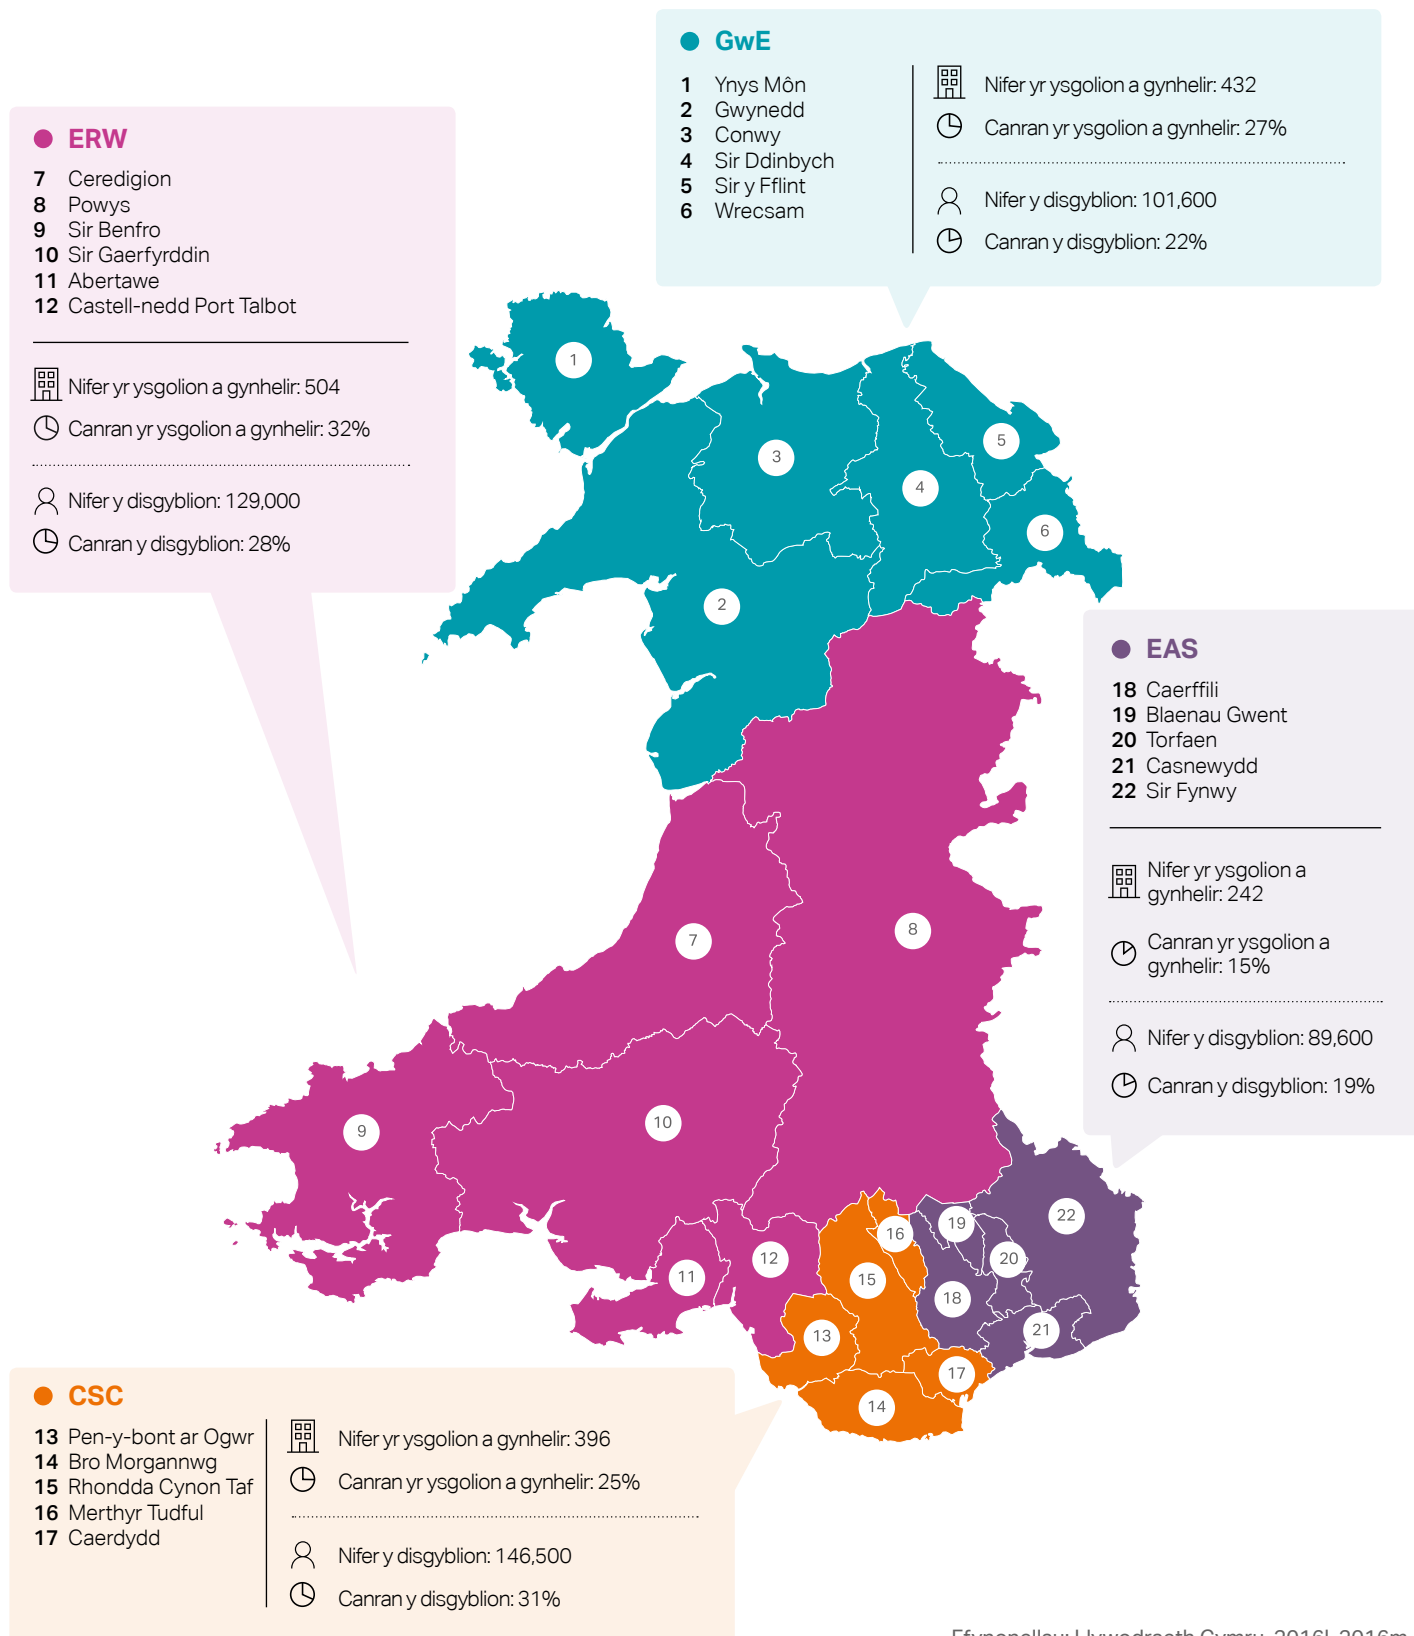 GwE
1 Ynys Môn
2 Gwynedd
3 Conwy
4 Sir Ddinbych
5 Sir y Fflint
6 Wrecsam
Nifer yr ysgolion a gynhelir: 432
Canran yr ysgolion a gynhelir: 27%
Nifer y disgyblion: 101,600
Canran y disgyblion: 22%
ERW
7 Ceredigion
8 Powys
9 Sir Benfro
10 Sir Gaerfyrddin
11 Abertawe
12 Castell-nedd Port Talbot
Nifer yr ysgolion a gynhelir: 504
Canran yr ysgolion a gynhelir: 32%
Nifer y disgyblion: 129,000
Canran y disgyblion: 28%
1
3
5
4
6
2
EAS
18 Caerffili
19 Blaenau Gwent
20 Torfaen
21 Casnewydd
22 Sir Fynwy
Nifer yr ysgolion a
gynhelir: 242
Canran yr ysgolion a
gynhelir: 15%
Nifer y disgyblion: 89,600
Canran y disgyblion: 19%
7
8
9
10
22
19
16
12
20
11
15
18
13
21
17
14
CSC
13 Pen-y-bont ar Ogwr
14 Bro Morgannwg
15 Rhondda Cynon Taf
16 Merthyr Tudful
17 Caerdydd
Nifer yr ysgolion a gynhelir: 396
Canran yr ysgolion a gynhelir: 25%
Nifer y disgyblion: 146,500
Canran y disgyblion: 31%